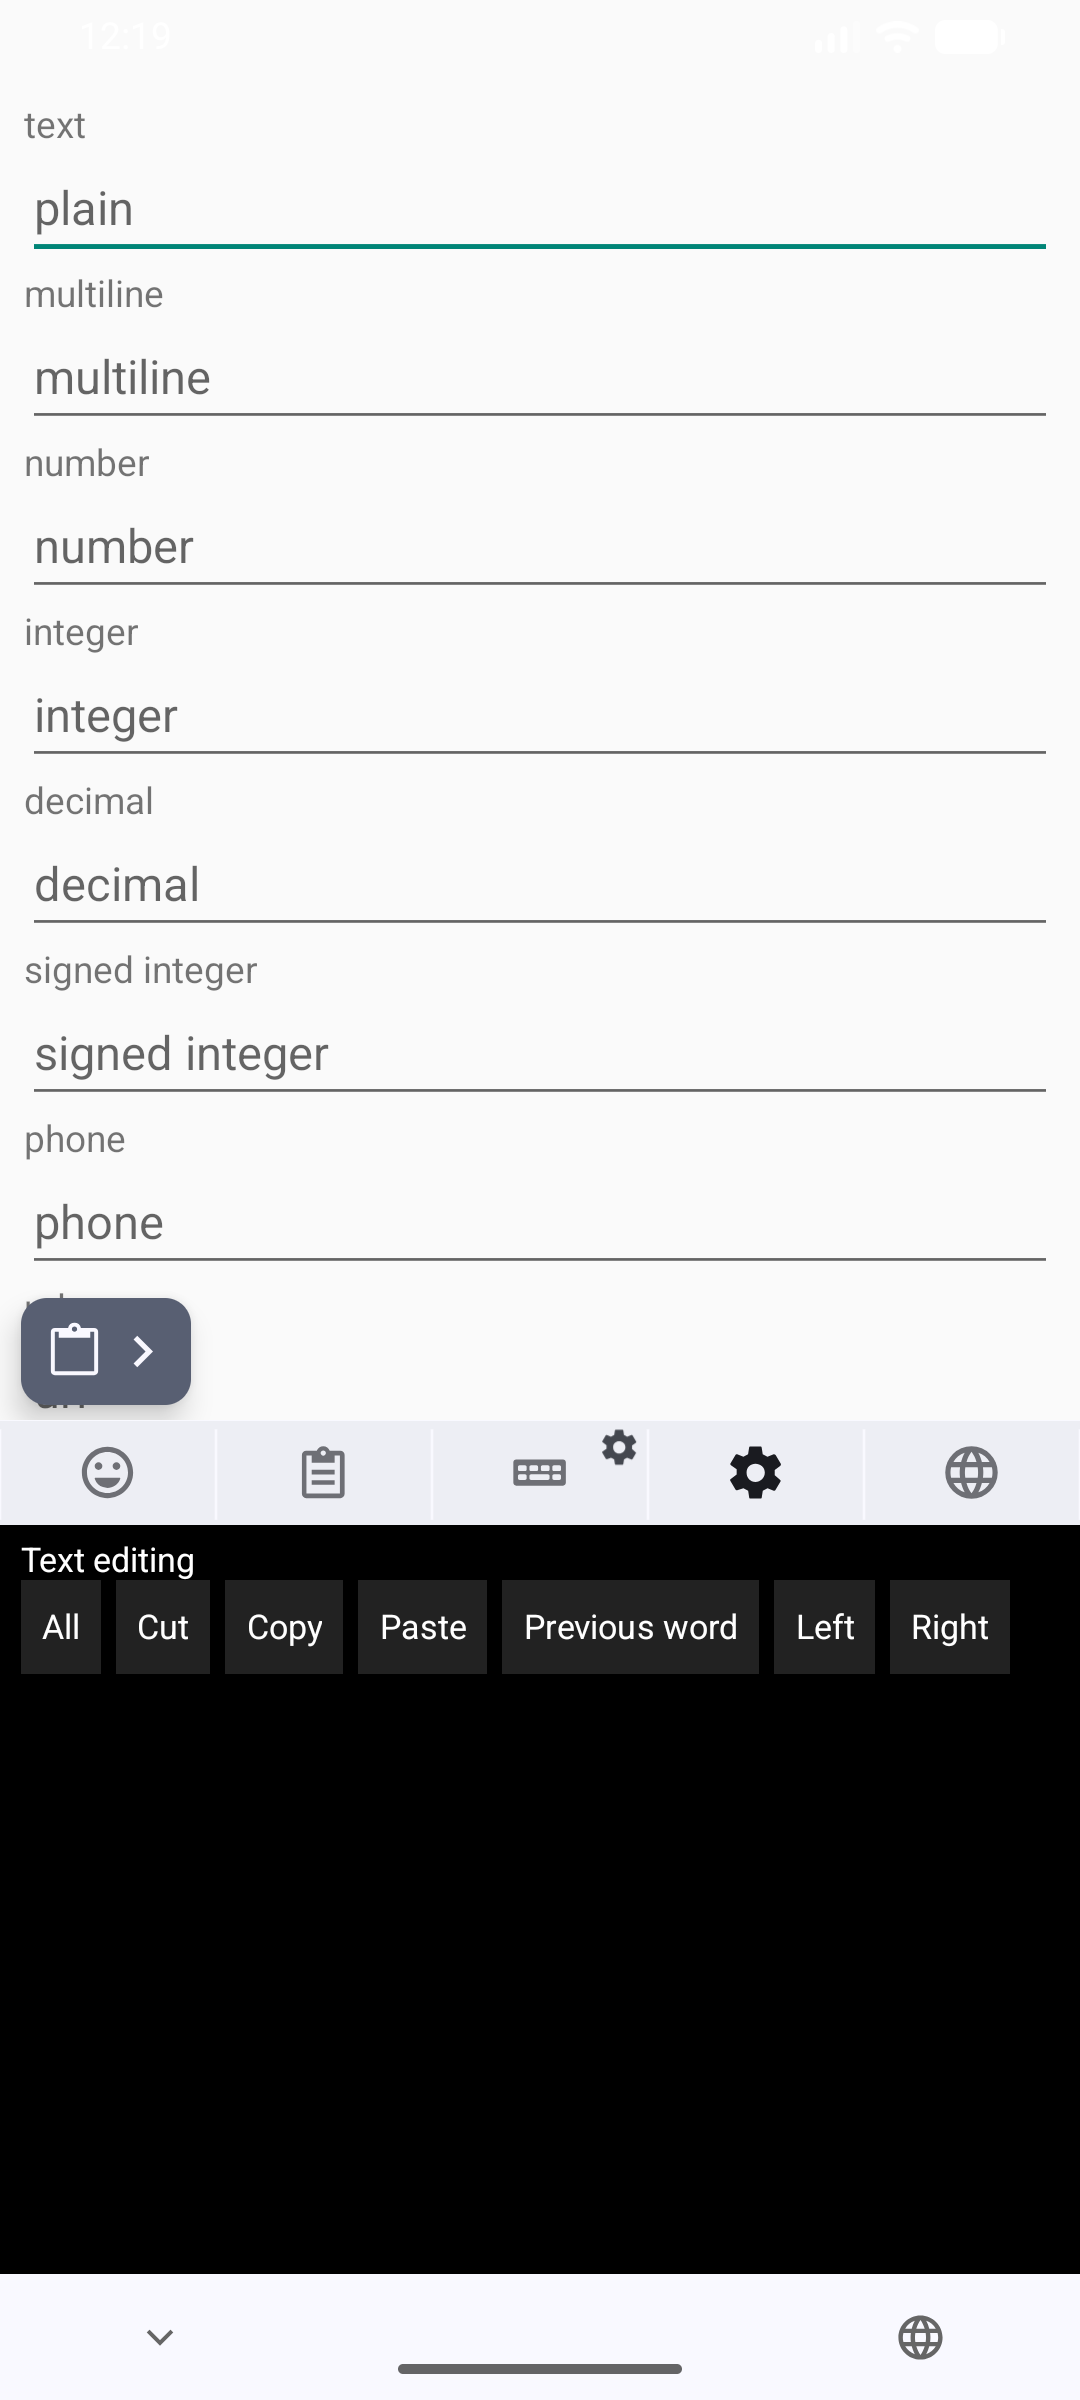 12:19
text
plain
multiline
multiline
number
number
integer
integer
decimal
decimal
signed integer
signed integer
phone
phone
Text editing
All Cut Copy Paste Previous word Left Right